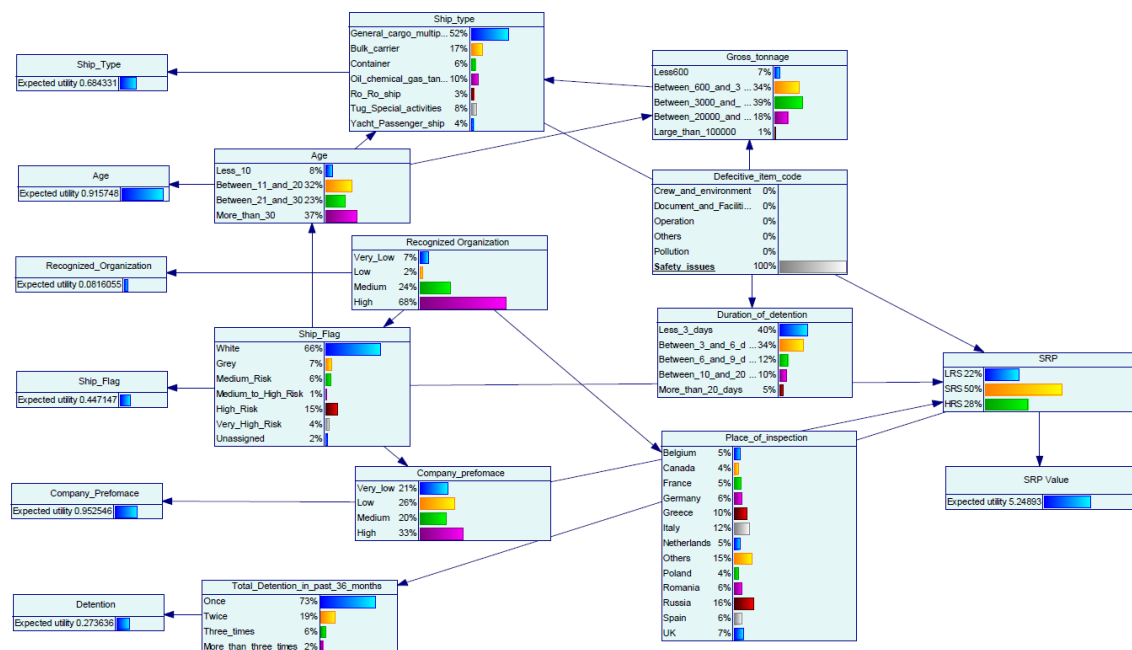 Ship_type
General_cargo_multip... 52%
Bulk_carrier 17%
Container 6%
Oil_chemical_gas_tan... 10%
Ro_Ro_ship 3%
Tug_Special_activities 8%
Yacht_Passenger_ship 4%
Ship_Type
Expected utility 0.684331
Gross_tonnage
Less600 7%
Between_600_and_3 ... 34%
Between_3000_and_ ... 39%
Between_20000_and ... 18%
Large_than_100000 1%
Age
Less_10 8%
Between_11_and_20 32%
Between_21_and_30 23%
More_than_30 37%
Age
Expected utility 0.915748
Defecitive_item_code
Crew_and_environment 0%
Document_and_Faciliti... 0%
Operation 0%
Others 0%
Pollution 0%
Safety_issues 100%
Recognized Organization
Very_Low 7%
Low 2%
Medium 24%
High 68%
Recognized_Organization
Expected utility 0.0816055
Duration_of_detention
Less_3_days 40%
Between_3_and_6_d ... 34%
Between_6_and_9_d ... 12%
Between_10_and_20 ... 10%
More_than_20_days 5%
Ship_Flag
White 66%
Grey 7%
Medium_Risk 6%
Medium_to_High_Risk 1%
High_Risk 15%
Very_High_Risk 4%
Unassigned 2%
Ship_Flag
Expected utility 0.447147
SRP
LRS 22%
SRS 50%
HRS 28%
Place_of_inspection
Belgium 5%
Canada 4%
France 5%
Germany 6%
Greece 10%
Italy 12%
Netherlands 5%
Others 15%
Poland 4%
Romania 6%
Russia 16%
Spain 6%
UK 7%
Company_prefomace
Very_low 21%
Low 26%
Medium 20%
High 33%
Company_Prefomace
Expected utility 0.952546
SRP Value
Expected utility 5.24893
Total_Detention_in_past_36_months
Once 73%
Twice 19%
Three_times 6%
More_than_three_times 2%
Detention
Expected utility 0.273636